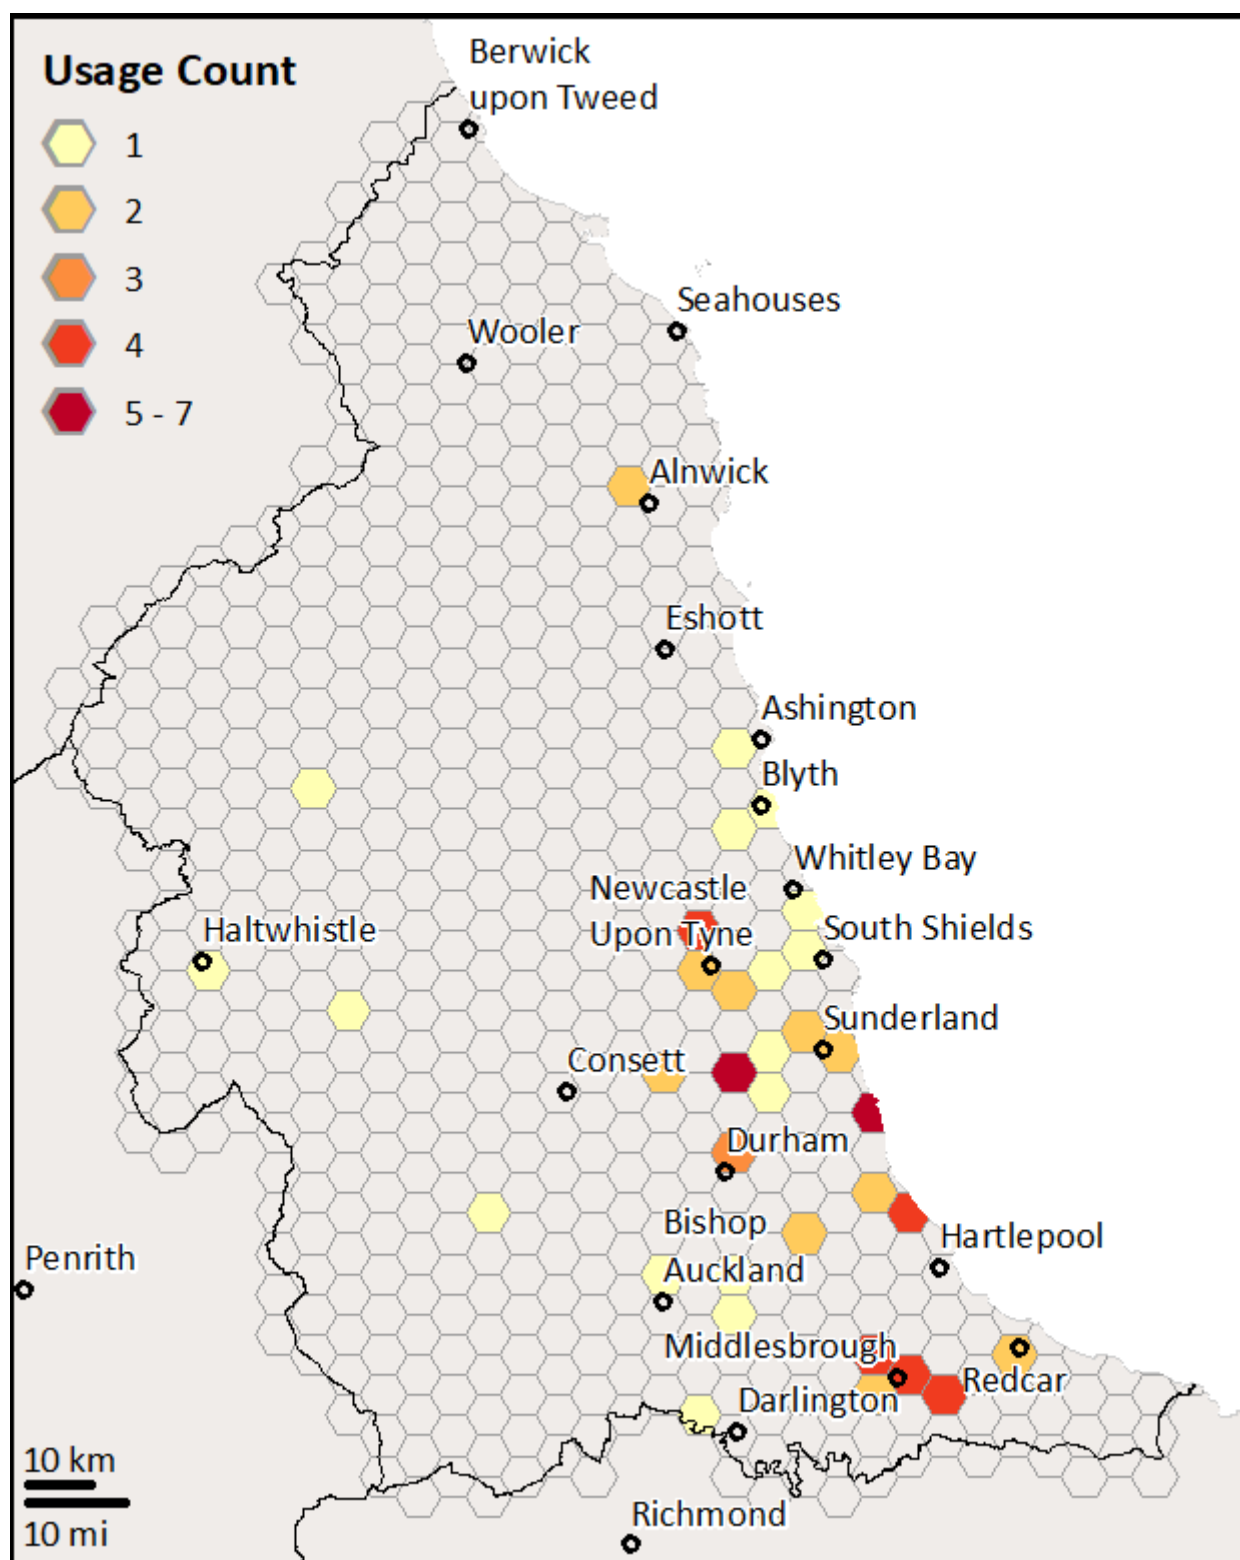 Usage Count
1
2
3
4
5 - 7
Berwick
upon Tweed
Seahouses
Wooler
Alnwick
Eshott
Ashington
Blyth
Whitley Bay
Newcastle
Upon Tyne
South Shields
Haltwhistle
Sunderland
Consett
Durham
Bishop
Auckland
Hartlepool
Penrith
Middlesbrough
Redcar
Darlington
10 km
10 mi
Richmond